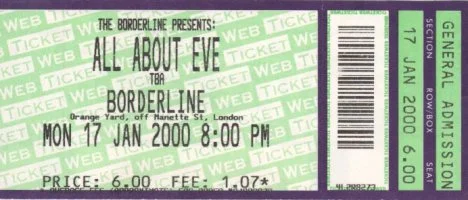 THE BORDERLINE PRESENTS:
ALL ABOUT EVE
TBA
BORDERLINE
Orange Yard, off Manette St, London
MON 17 JAN 2000 8:00 PM
PRICE: 6.00 FEE: 1.07*
WEB TICKET
17 JAN 2000 6.00
SECTION ROW/BOX SEAT
GENERAL ADMISSION